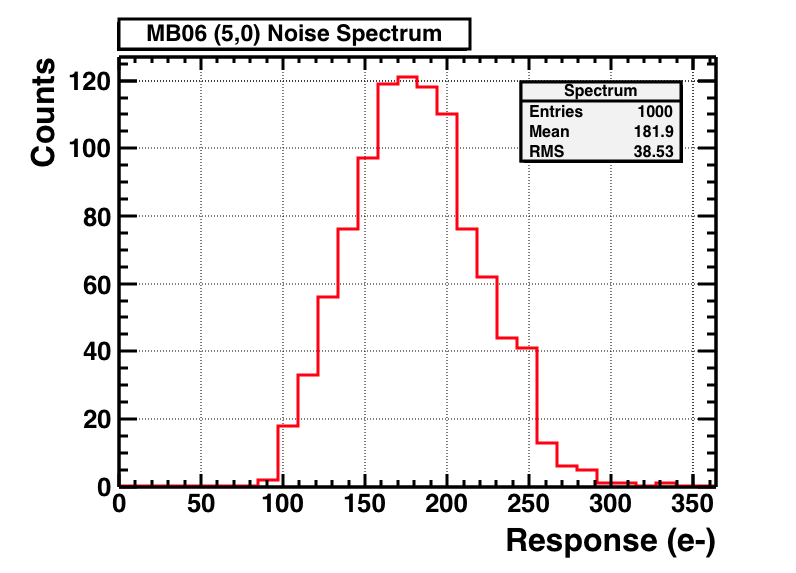 MB06 (5,0) Noise Spectrum
Counts
Spectrum
Entries 1000
Mean 181.9
RMS 38.53
120
100
80
60
40
20
0
0 50 100 150 200 250 300 350
Response (e-)